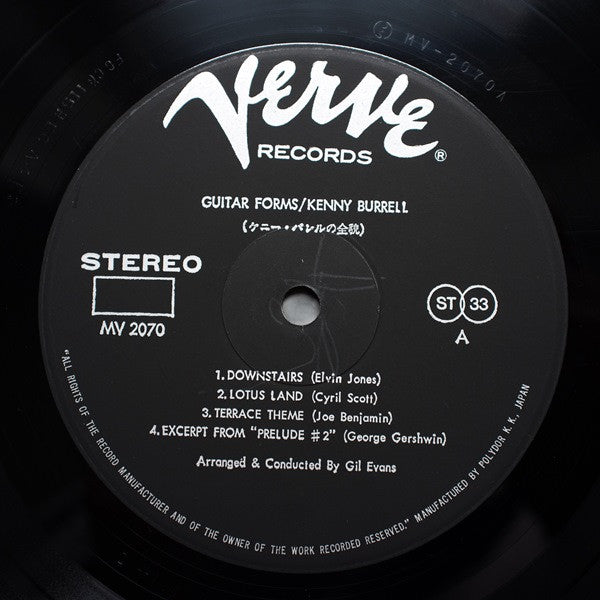 MV-2070A
Verve
RECORDS ®
GUITAR FORMS/KENNY BURRELL
(ケニー・バレルの全貌)
STEREO
MV 2070
ST 33
A
1. DOWNSTAIRS (Elvin Jones)
2. LOTUS LAND (Cyril Scott)
3. TERRACE THEME (Joe Benjamin)
4. EXCERPT FROM "PRELUDE #2" (George Gershwin)
Arranged & Conducted By Gil Evans
"ALL RIGHTS OF THE RECORD MANUFACTURER AND OF THE OWNER OF THE WORK RECORDED RESERVED." MANUFACTURED BY POLYDOR K. K., JAPAN